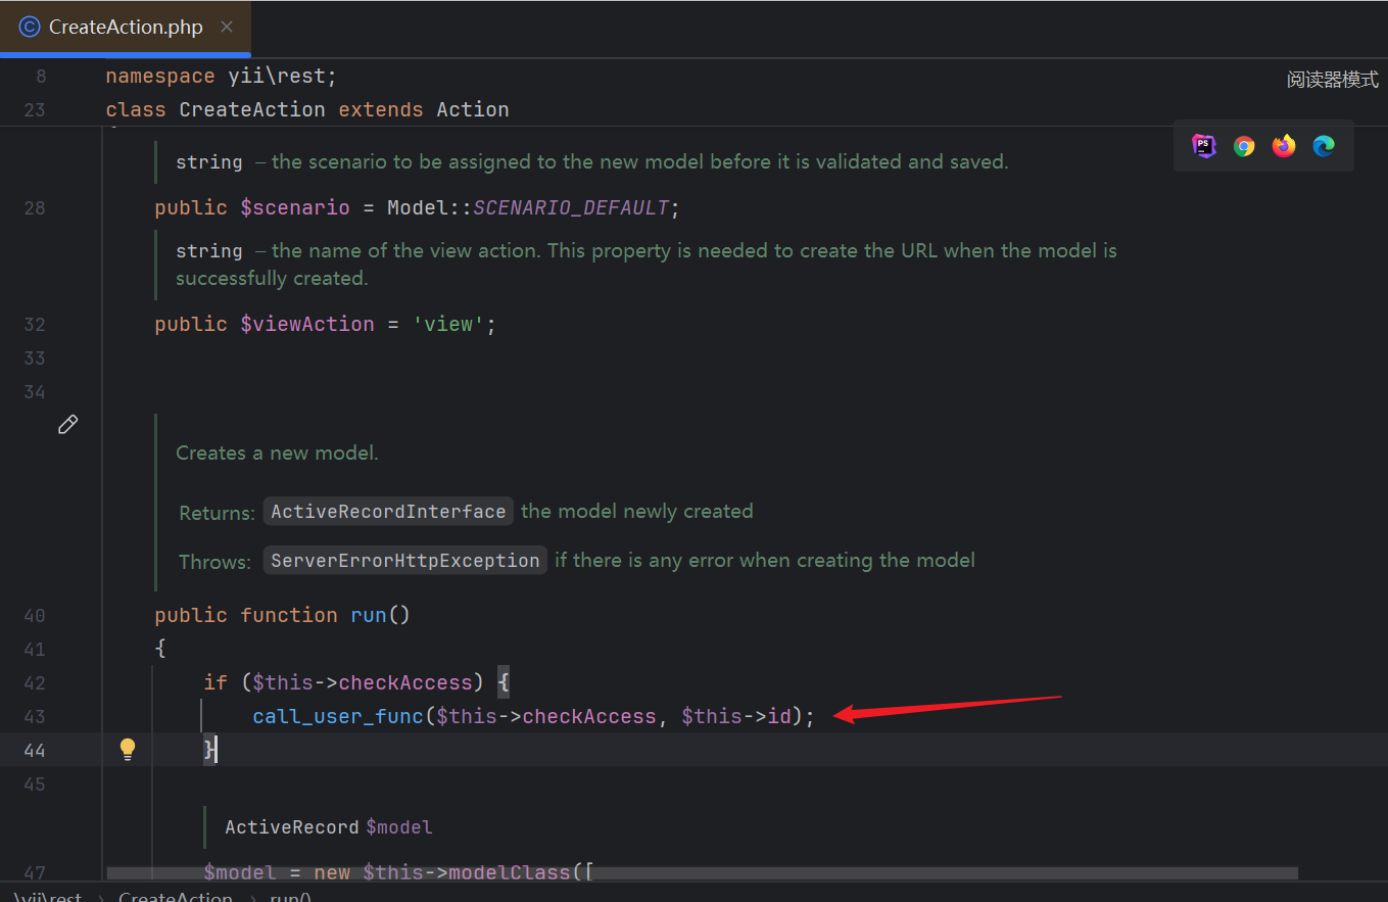 CreateAction.php
8 namespace yii\rest;
阅读器模式
23 class CreateAction extends Action
string – the scenario to be assigned to the new model before it is validated and saved.
28 public $scenario = Model::SCENARIO_DEFAULT;
string – the name of the view action. This property is needed to create the URL when the model is
successfully created.
32 public $viewAction = 'view';
33
34
Creates a new model.
Returns: ActiveRecordInterface the model newly created
Throws: ServerErrorHttpException if there is any error when creating the model
40 public function run()
41 {
42 if ($this->checkAccess) {
43 call_user_func($this->checkAccess, $this->id);
44 }
45
ActiveRecord $model
47 $model = new $this->modelClass([
\yii\rest › CreateAction › run()